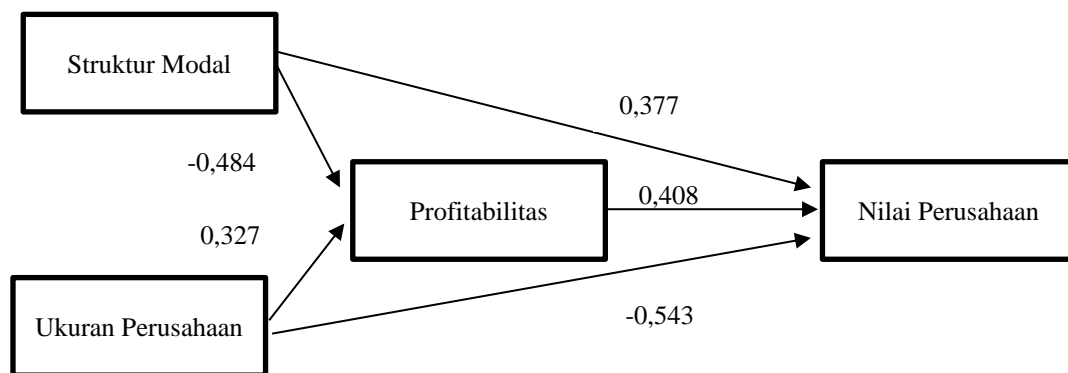 Struktur Modal
0,377
-0,484
Profitabilitas
0,408
Nilai Perusahaan
0,327
Ukuran Perusahaan
-0,543